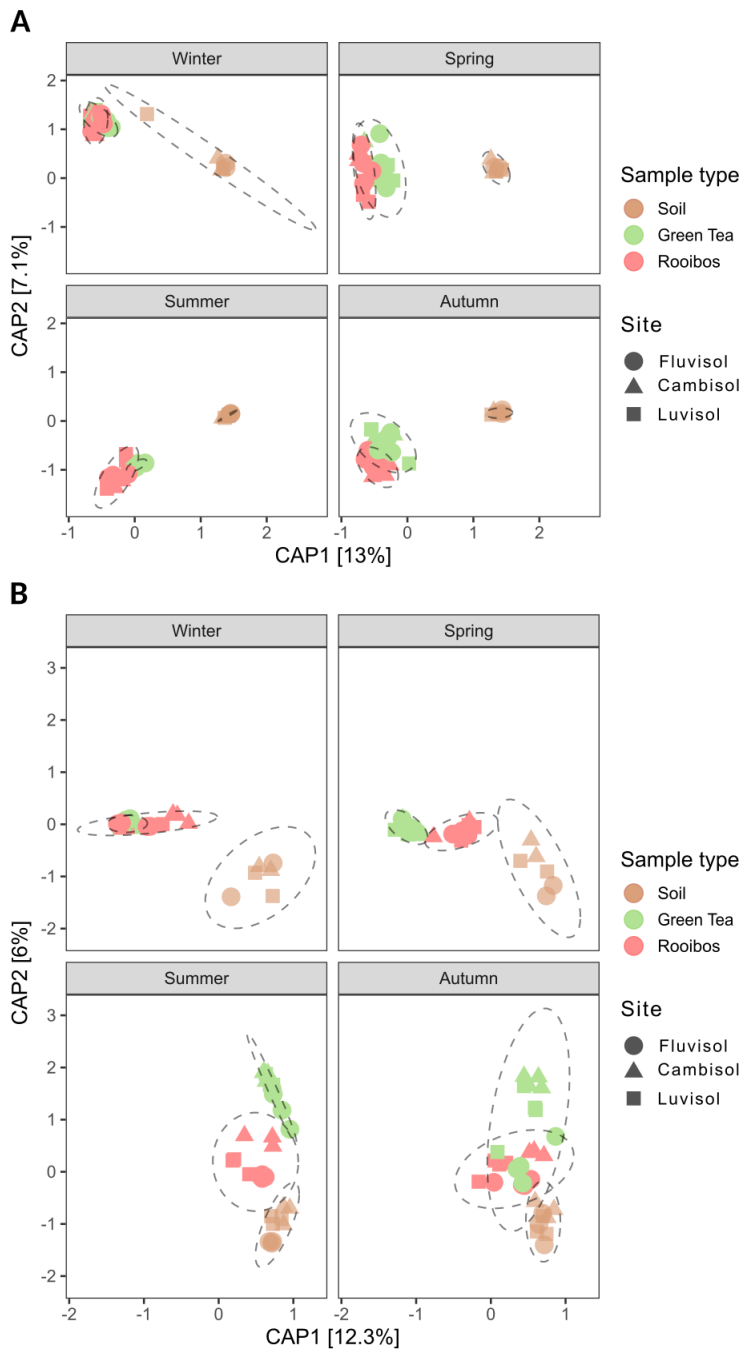 A
Winter
Spring
2
1
0
-1
Sample type
Soil
Green Tea
Rooibos
CAP2 [7.1%]
Summer
Autumn
2
1
0
-1
Site
Fluvisol
Cambisol
Luvisol
-1
0
1
2
-1
0
1
2
CAP1 [13%]
B
Winter
Spring
3
2
1
0
-1
-2
Sample type
Soil
Green Tea
Rooibos
CAP2 [6%]
Summer
Autumn
3
2
1
0
-1
-2
Site
Fluvisol
Cambisol
Luvisol
-2
-1
0
1
-2
-1
0
1
CAP1 [12.3%]